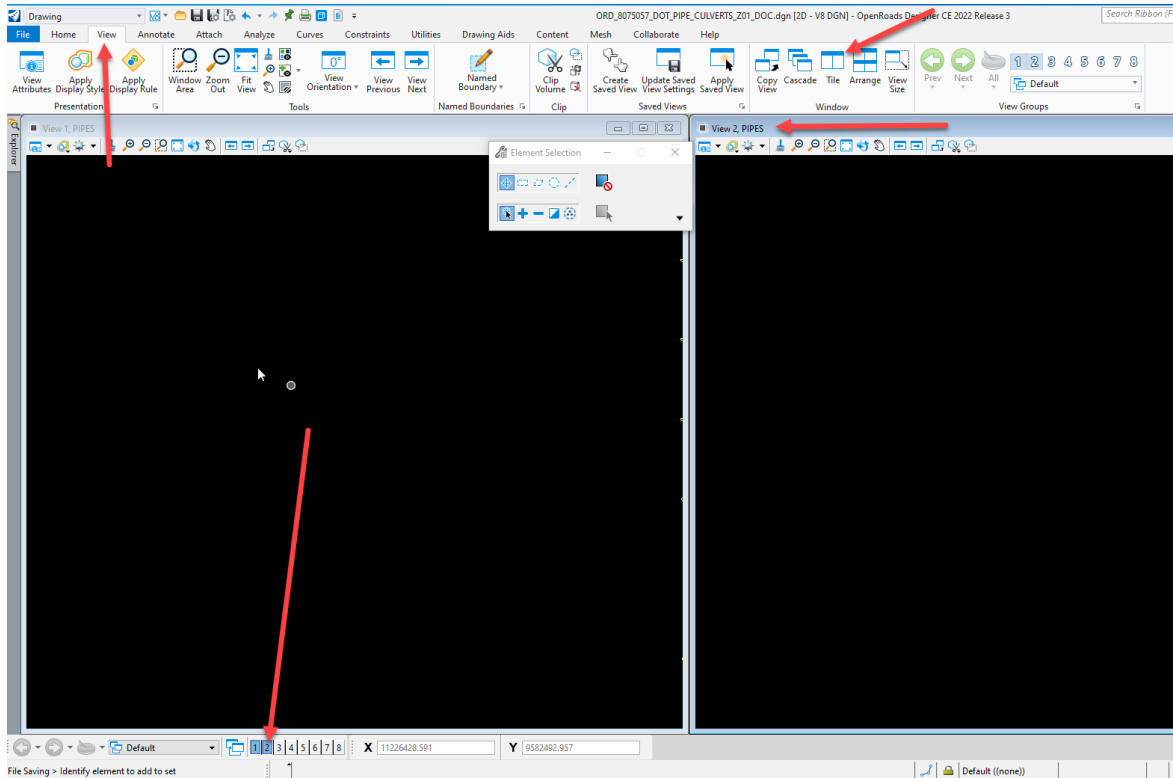 Drawing
ORD_8075057_DOT_PIPE_CULVERTS_Z01_DOC.dgn [2D - V8 DGN] - OpenRoads Designer CE 2022 Release 3
Search Ribbon (F
File Home View Annotate Attach Analyze Curves Constraints Utilities Drawing Aids Content Mesh Collaborate Help
View Attributes
Apply Display Style
Apply Display Rule
Window Area
Zoom Out
Fit View
0°
View Orientation
View Previous
View Next
Named Boundary
Clip Volume
Create Saved View
Update Saved View Settings
Apply Saved View
Copy View
Cascade
Tile
Arrange
View Size
Prev
Next
All
1 2 3 4 5 6 7 8
Default
Presentation
Tools
Named Boundaries
Clip
Saved Views
Window
View Groups
Explorer
View 1, PIPES
View 2, PIPES
Element Selection
Default
1 2 3 4 5 6 7 8
X 11226428.591
Y 9582492.957
File Saving > Identify element to add to set
Default ((none))